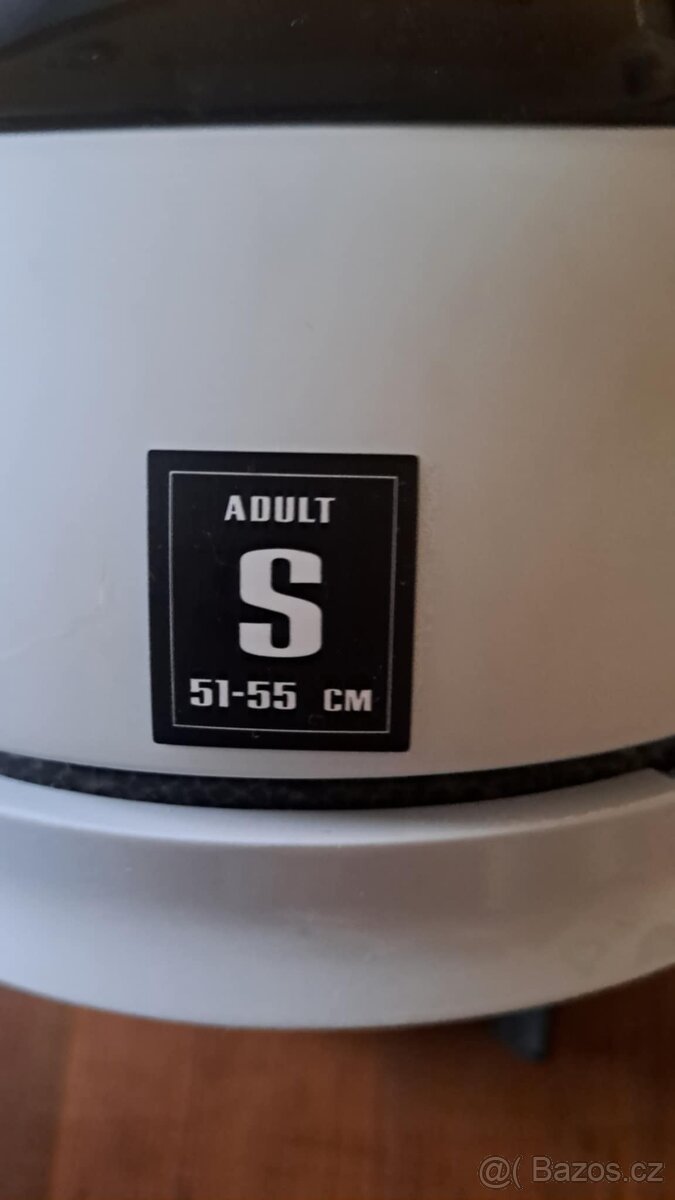 ADULT
S
51-55 CM
@( Bazos.cz